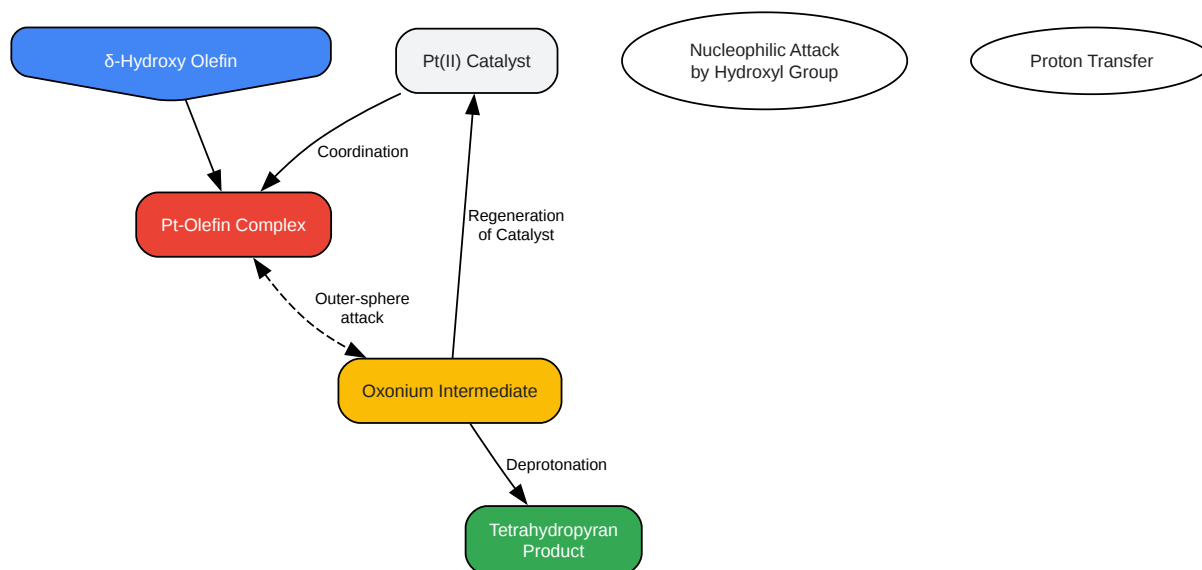 δ-Hydroxy Olefin
Pt(II) Catalyst
Nucleophilic Attack
by Hydroxyl Group
Proton Transfer
Coordination
Pt-Olefin Complex
Regeneration
of Catalyst
Outer-sphere
attack
Oxonium Intermediate
Deprotonation
Tetrahydropyran
Product